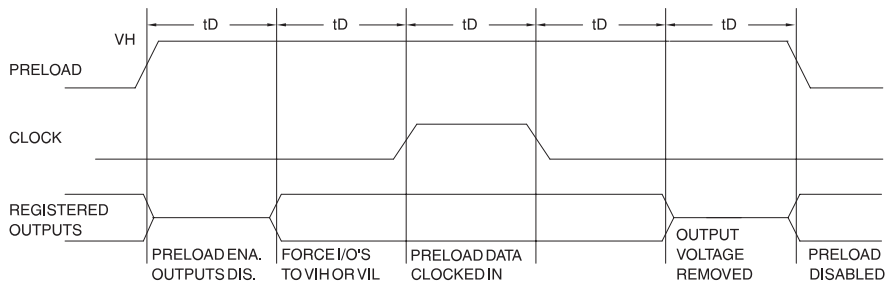 tD tD tD tD tD
VH
PRELOAD
CLOCK
REGISTERED
OUTPUTS
PRELOAD ENA.
OUTPUTS DIS.
FORCE I/O'S
TO VIH OR VIL
PRELOAD DATA
CLOCKED IN
OUTPUT
VOLTAGE
REMOVED
PRELOAD
DISABLED